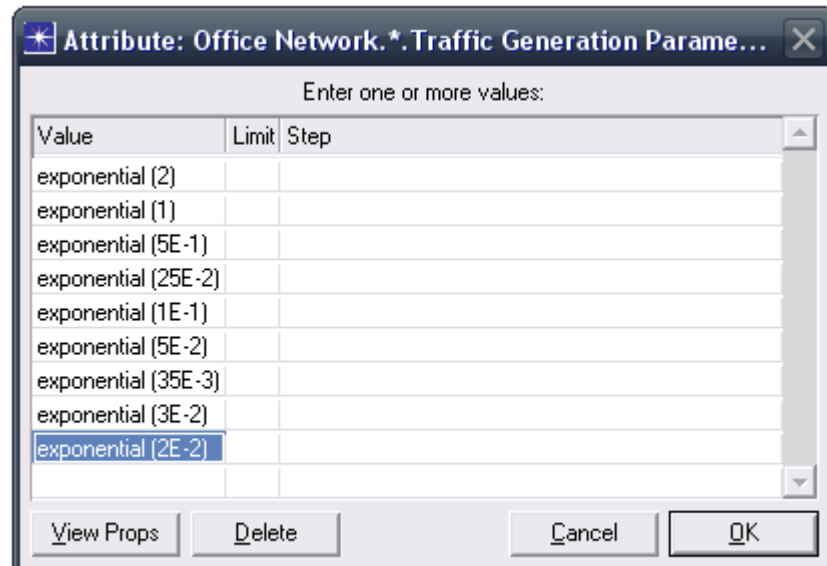 Attribute: Office Network.*.Traffic Generation Parame...
Enter one or more values:
Value Limit Step
exponential (2)
exponential (1)
exponential (5E-1)
exponential (25E-2)
exponential (1E-1)
exponential (5E-2)
exponential (35E-3)
exponential (3E-2)
exponential (2E-2)
View Props Delete Cancel OK